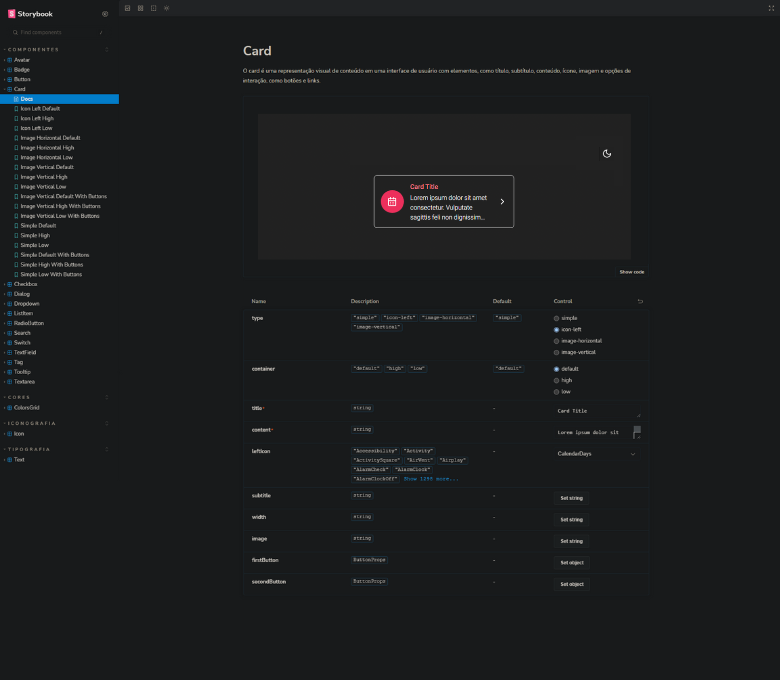 Storybook
Find components
/
COMPONENTES
Avatar
Badge
Button
Card
Docs
Icon Left Default
Icon Left High
Icon Left Low
Image Horizontal Default
Image Horizontal High
Image Horizontal Low
Image Vertical Default
Image Vertical High
Image Vertical Low
Image Vertical Default With Buttons
Image Vertical High With Buttons
Image Vertical Low With Buttons
Simple Default
Simple High
Simple Low
Simple Default With Buttons
Simple High With Buttons
Simple Low With Buttons
Checkbox
Dialog
Dropdown
ListItem
RadioButton
Search
Switch
TextField
Tag
Tooltip
Textarea
CORES
ColorsGrid
ICONOGRAFIA
Icon
TIPOGRAFIA
Text
Card
O card é uma representação visual de conteúdo em uma interface de usuário com elementos, como título, subtítulo, conteúdo, ícone, imagem e opções de
interação, como botões e links.
Card Title
Lorem ipsum dolor sit amet
consectetur. Vulputate
sagittis feli non dignissim...
Show code
Name Description Default Control
type "simple" "icon-left" "image-horizontal" "simple" simple
"image-vertical" icon-left
image-horizontal
image-vertical
container "default" "high" "low" "default" default
high
low
title* string - Card Title
content* string - Lorem ipsum dolor sit
leftIcon "Accessibility" "Activity" - CalendarDays
"ActivitySquare" "AirVent" "Airplay"
"AlarmCheck" "AlarmClock"
"AlarmClockOff" Show 1295 more...
subtitle string - Set string
width string - Set string
image string - Set string
firstButton ButtonProps - Set object
secondButton ButtonProps - Set object